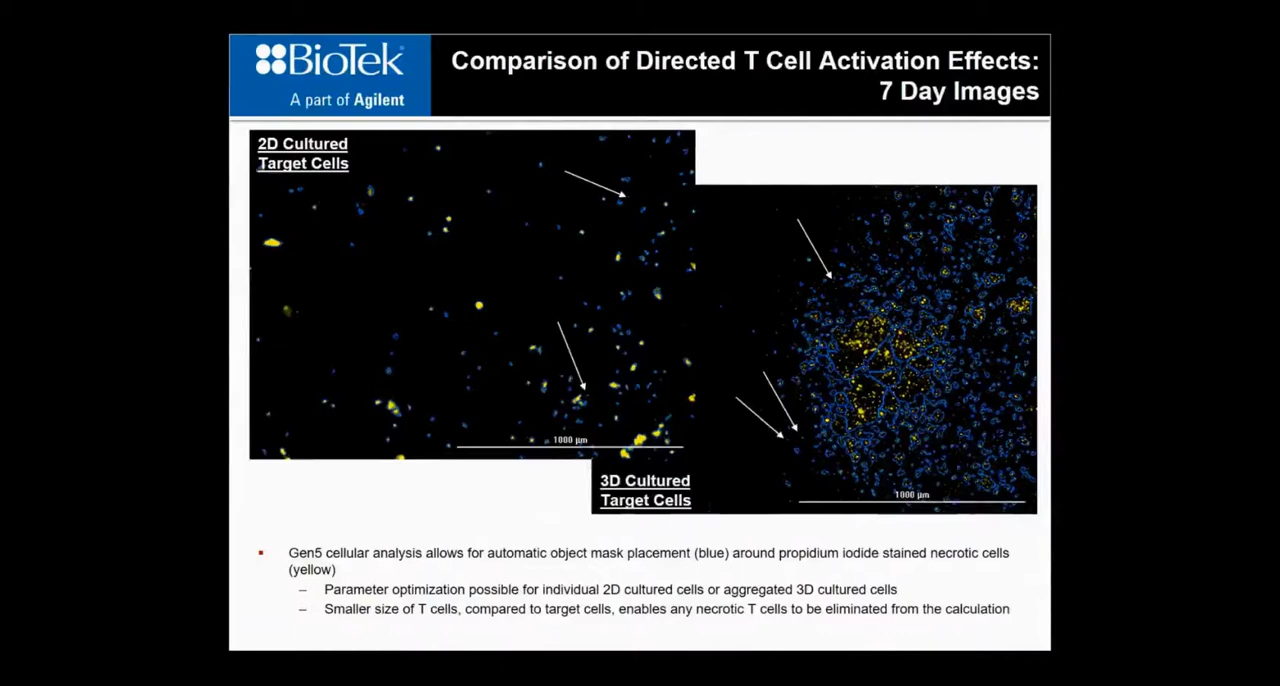 BioTek®
A part of Agilent
Comparison of Directed T Cell Activation Effects:
7 Day Images
2D Cultured
Target Cells
1000 µm
3D Cultured
Target Cells
1000 µm
▪ Gen5 cellular analysis allows for automatic object mask placement (blue) around propidium iodide stained necrotic cells
(yellow)
– Parameter optimization possible for individual 2D cultured cells or aggregated 3D cultured cells
– Smaller size of T cells, compared to target cells, enables any necrotic T cells to be eliminated from the calculation